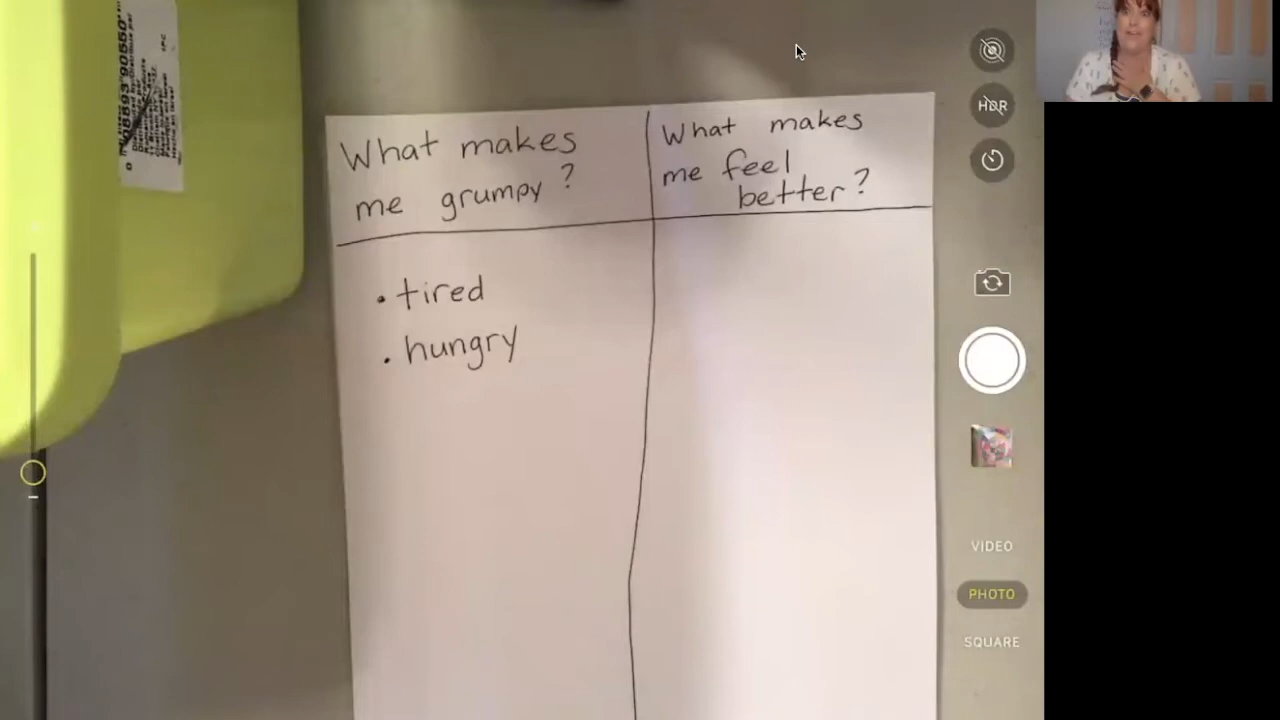 What makes
me grumpy?
• tired
• hungry
What makes
me feel
better?
HDR
VIDEO
PHOTO
SQUARE